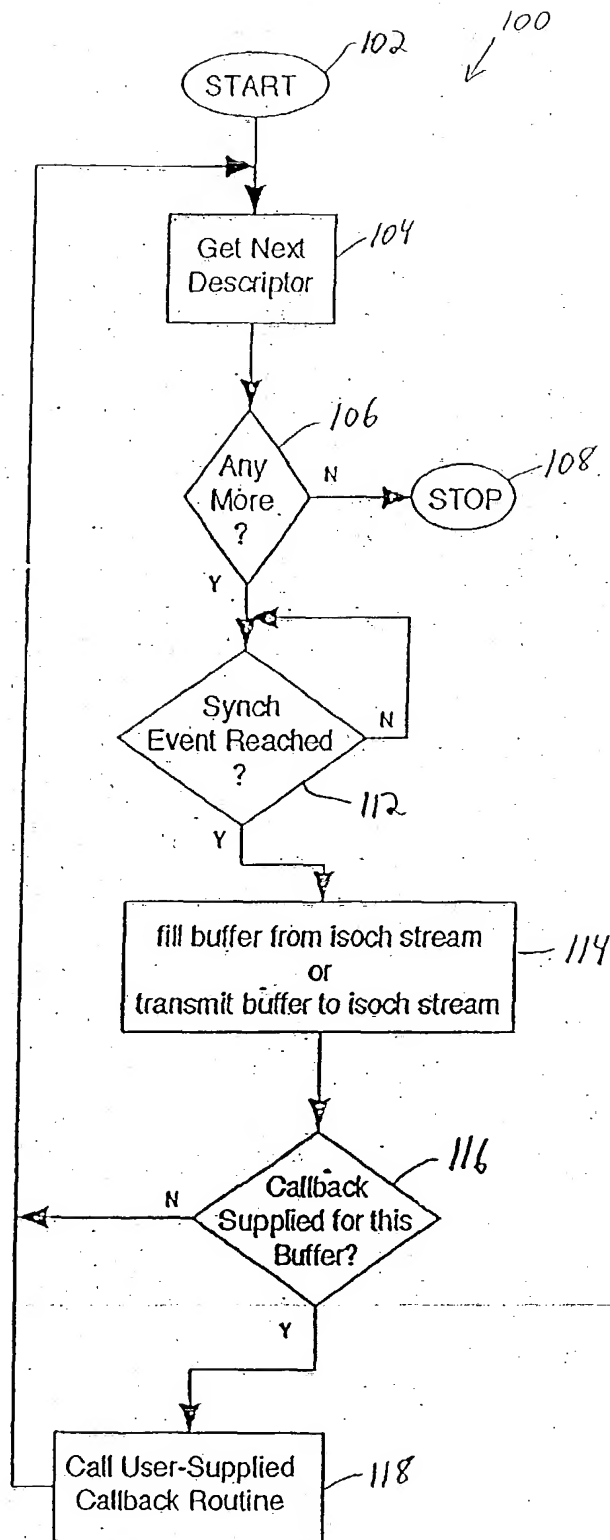 100
102
START
104
Get Next
Descriptor
106
Any
More
?
N
108
STOP
Y
Synch
Event Reached
?
N
112
Y
fill buffer from isoch stream
or
transmit buffer to isoch stream
114
116
N
Callback
Supplied for this
Buffer?
Y
Call User-Supplied
Callback Routine
118